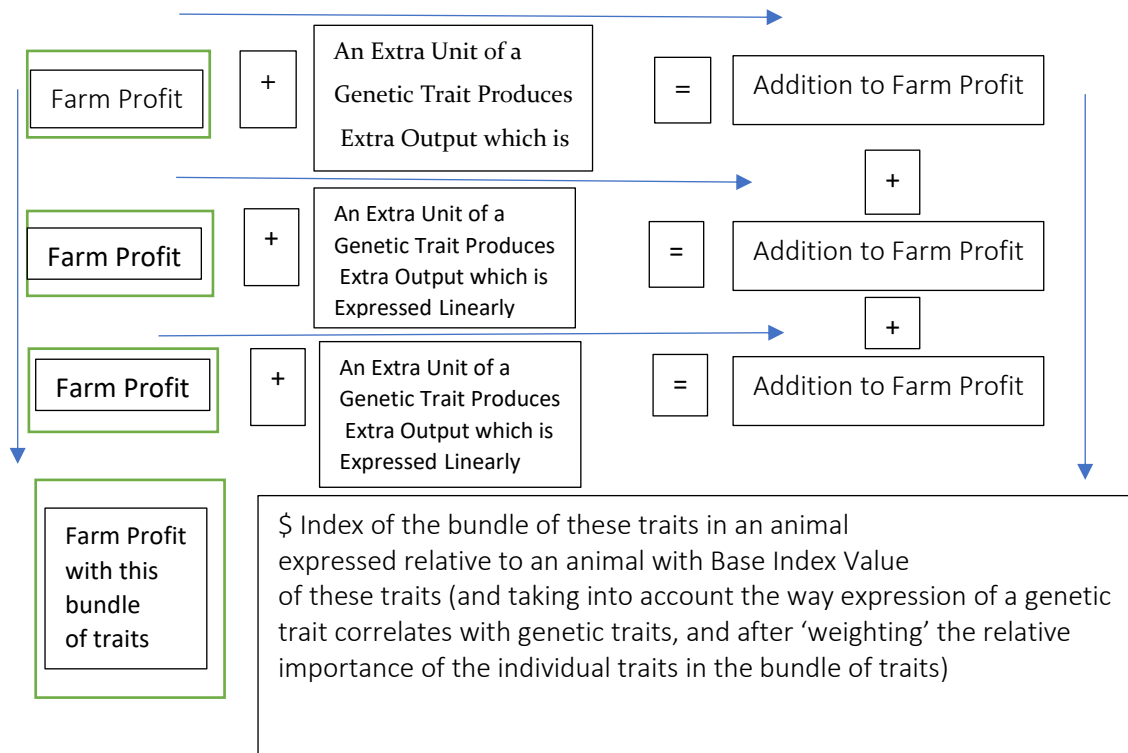 Farm Profit
+
An Extra Unit of a
Genetic Trait Produces
Extra Output which is
=
Addition to Farm Profit
+
Farm Profit
+
An Extra Unit of a
Genetic Trait Produces
Extra Output which is
Expressed Linearly
=
Addition to Farm Profit
+
Farm Profit
+
An Extra Unit of a
Genetic Trait Produces
Extra Output which is
Expressed Linearly
=
Addition to Farm Profit
Farm Profit
with this
bundle
of traits
$ Index of the bundle of these traits in an animal
expressed relative to an animal with Base Index Value
of these traits (and taking into account the way expression of a genetic
trait correlates with genetic traits, and after ‘weighting’ the relative
importance of the individual traits in the bundle of traits)